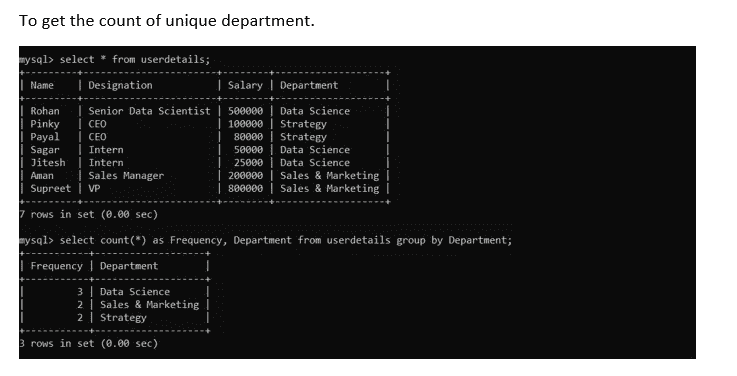 To get the count of unique department.
mysql> select * from userdetails;
+---------+-----------------------+--------+-------------------+
| Name | Designation | Salary | Department |
+---------+-----------------------+--------+-------------------+
| Rohan | Senior Data Scientist | 500000 | Data Science |
| Pinky | CEO | 100000 | Strategy |
| Payal | CEO | 80000 | Strategy |
| Sagar | Intern | 50000 | Data Science |
| Jitesh | Intern | 25000 | Data Science |
| Aman | Sales Manager | 200000 | Sales & Marketing |
| Supreet | VP | 800000 | Sales & Marketing |
+---------+-----------------------+--------+-------------------+
7 rows in set (0.00 sec)
mysql> select count(*) as Frequency, Department from userdetails group by Department;
+-----------+-------------------+
| Frequency | Department |
+-----------+-------------------+
| 3 | Data Science |
| 2 | Sales & Marketing |
| 2 | Strategy |
+-----------+-------------------+
3 rows in set (0.00 sec)